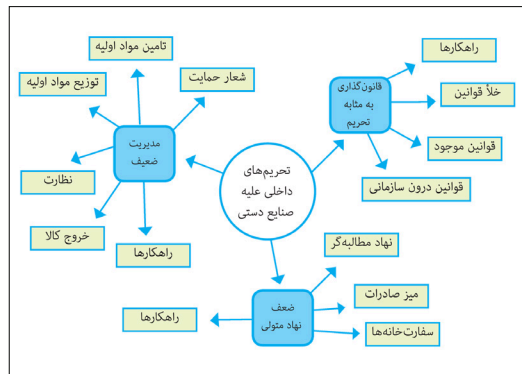 راهکارها
خلأ قوانین
قوانین موجود
قوانین درون سازمانی
قانون‌گذاری
به مثابه
تحریم
تامین مواد اولیه
شعار حمایت
توزیع مواد اولیه
مدیریت
ضعیف
نظارت
خروج کالا
راهکارها
تحریم‌های
داخلی علیه
صنایع دستی
نهاد مطالبه‌گر
میز صادرات
سفارت‌خانه‌ها
ضعف
نهاد متولی
راهکارها